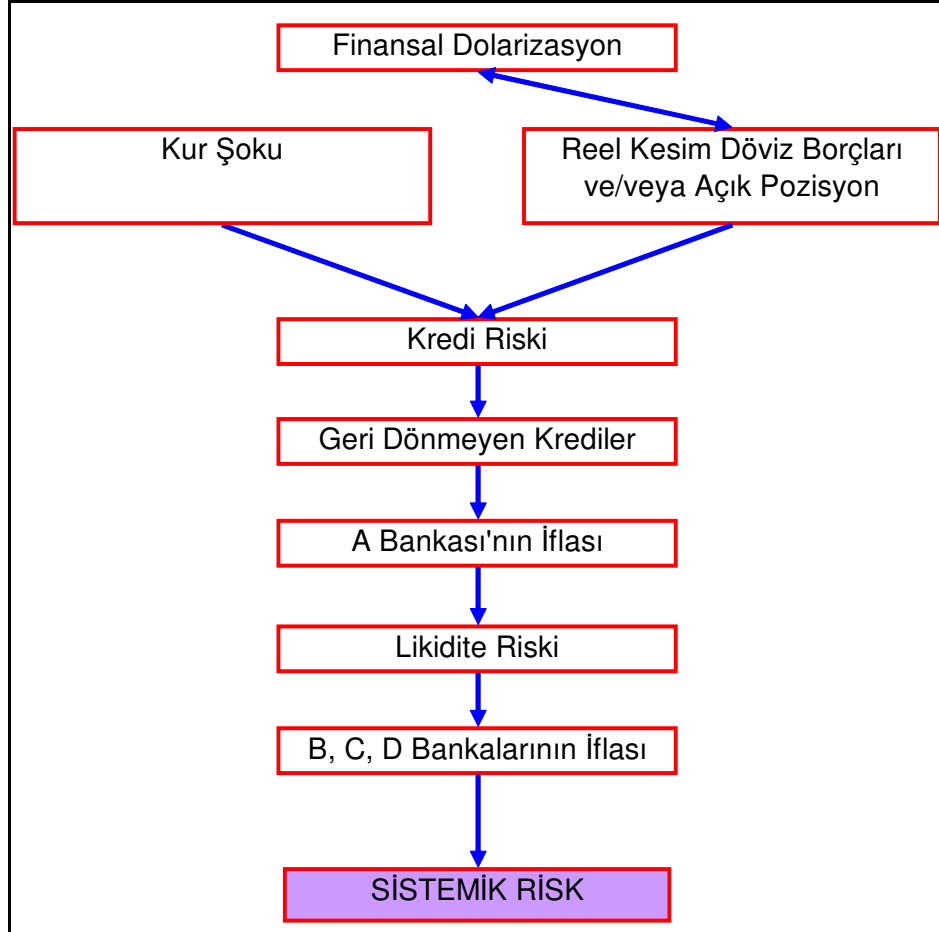 Finansal Dolarizasyon
Kur Şoku
Reel Kesim Döviz Borçları
ve/veya Açık Pozisyon
Kredi Riski
Geri Dönmeyen Krediler
A Bankası'nın İflası
Likidite Riski
B, C, D Bankalarının İflası
SİSTEMİK RİSK